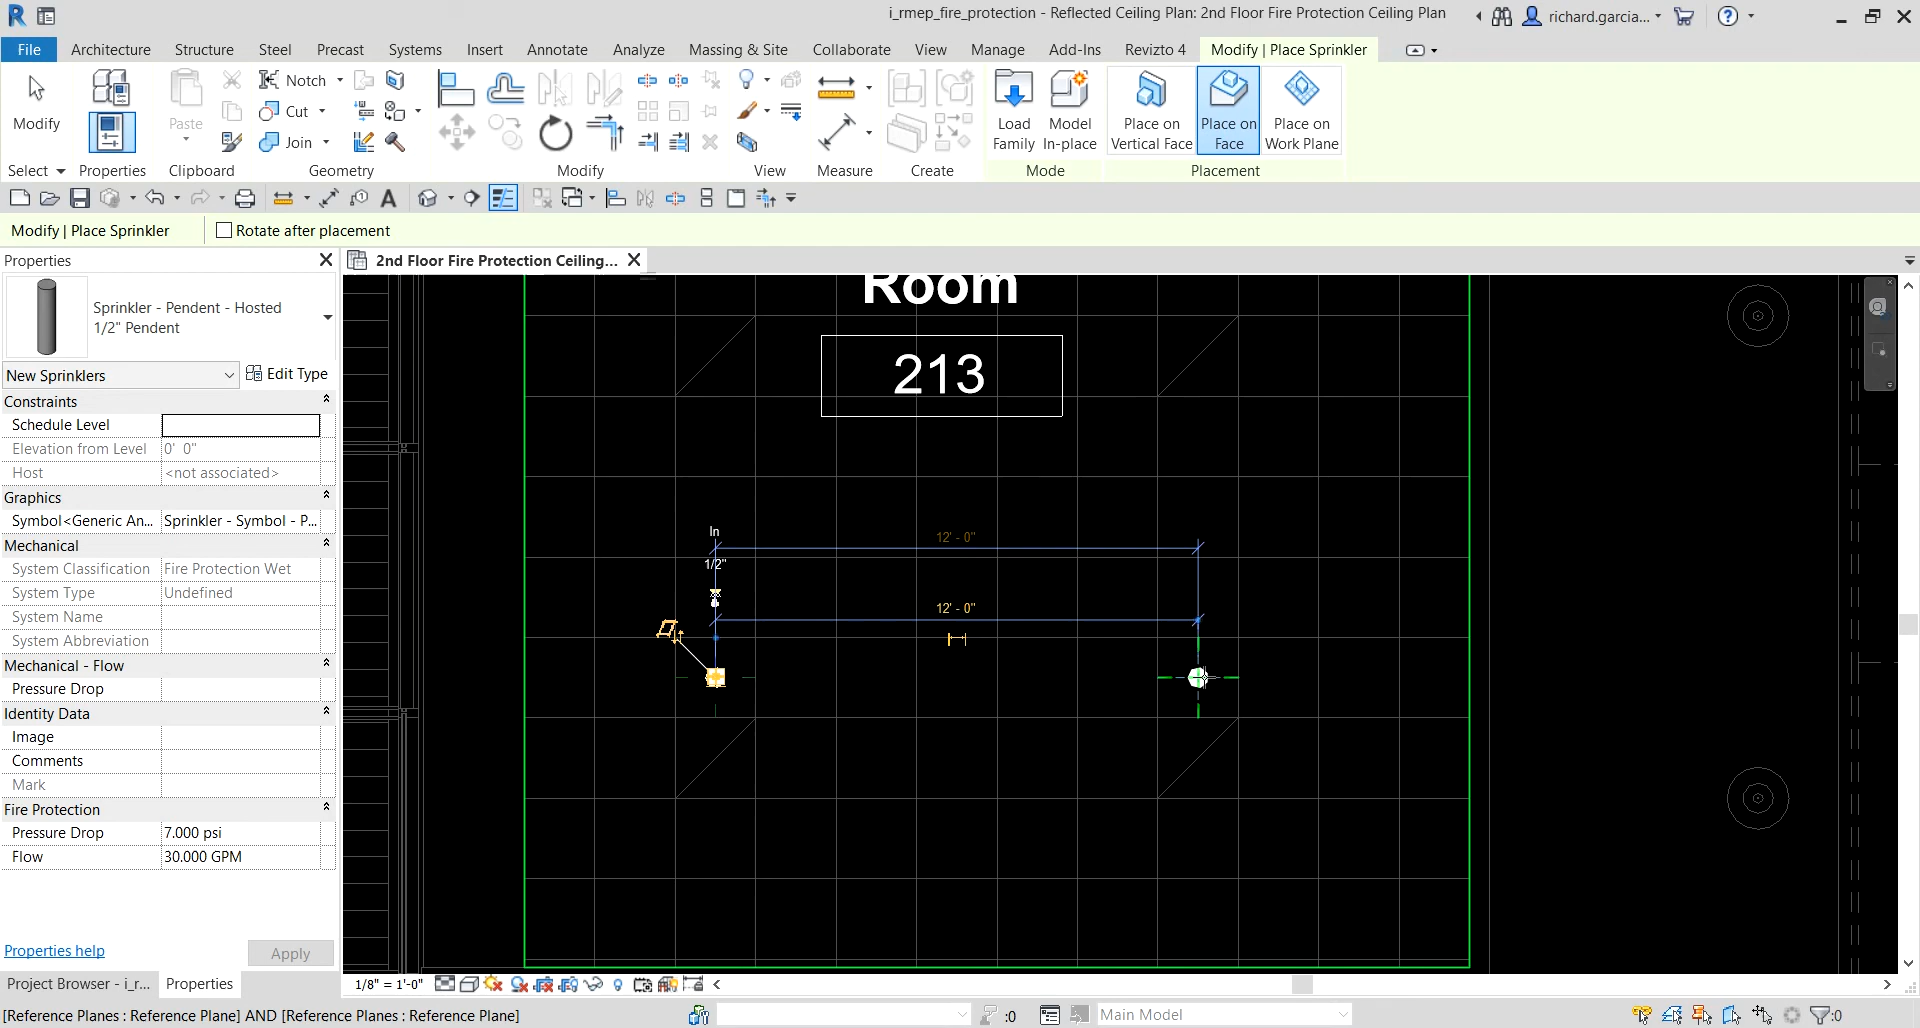 i_rmep_fire_protection - Reflected Ceiling Plan: 2nd Floor Fire Protection Ceiling Plan
richard.garcia...
File Architecture Structure Steel Precast Systems Insert Annotate Analyze Massing & Site Collaborate View Manage Add-Ins Revizto 4 Modify | Place Sprinkler
Modify
Paste
Notch
Cut
Join
Load Family
Model In-place
Place on Vertical Face
Place on Face
Place on Work Plane
Select Properties Clipboard Geometry Modify View Measure Create Mode Placement
Modify | Place Sprinkler Rotate after placement
Properties
2nd Floor Fire Protection Ceiling...
Sprinkler - Pendent - Hosted
1/2" Pendent
New Sprinklers Edit Type
Constraints
Schedule Level
Elevation from Level 0' 0"
Host <not associated>
Graphics
Symbol<Generic An... Sprinkler - Symbol - P...
Mechanical
System Classification Fire Protection Wet
System Type Undefined
System Name
System Abbreviation
Mechanical - Flow
Pressure Drop
Identity Data
Image
Comments
Mark
Fire Protection
Pressure Drop 7.000 psi
Flow 30.000 GPM
Properties help Apply
Project Browser - i_r... Properties
Room
213
In
12' - 0"
1/2"
12' - 0"
1/8" = 1'-0"
[Reference Planes : Reference Plane] AND [Reference Planes : Reference Plane]
:0
Main Model
:0